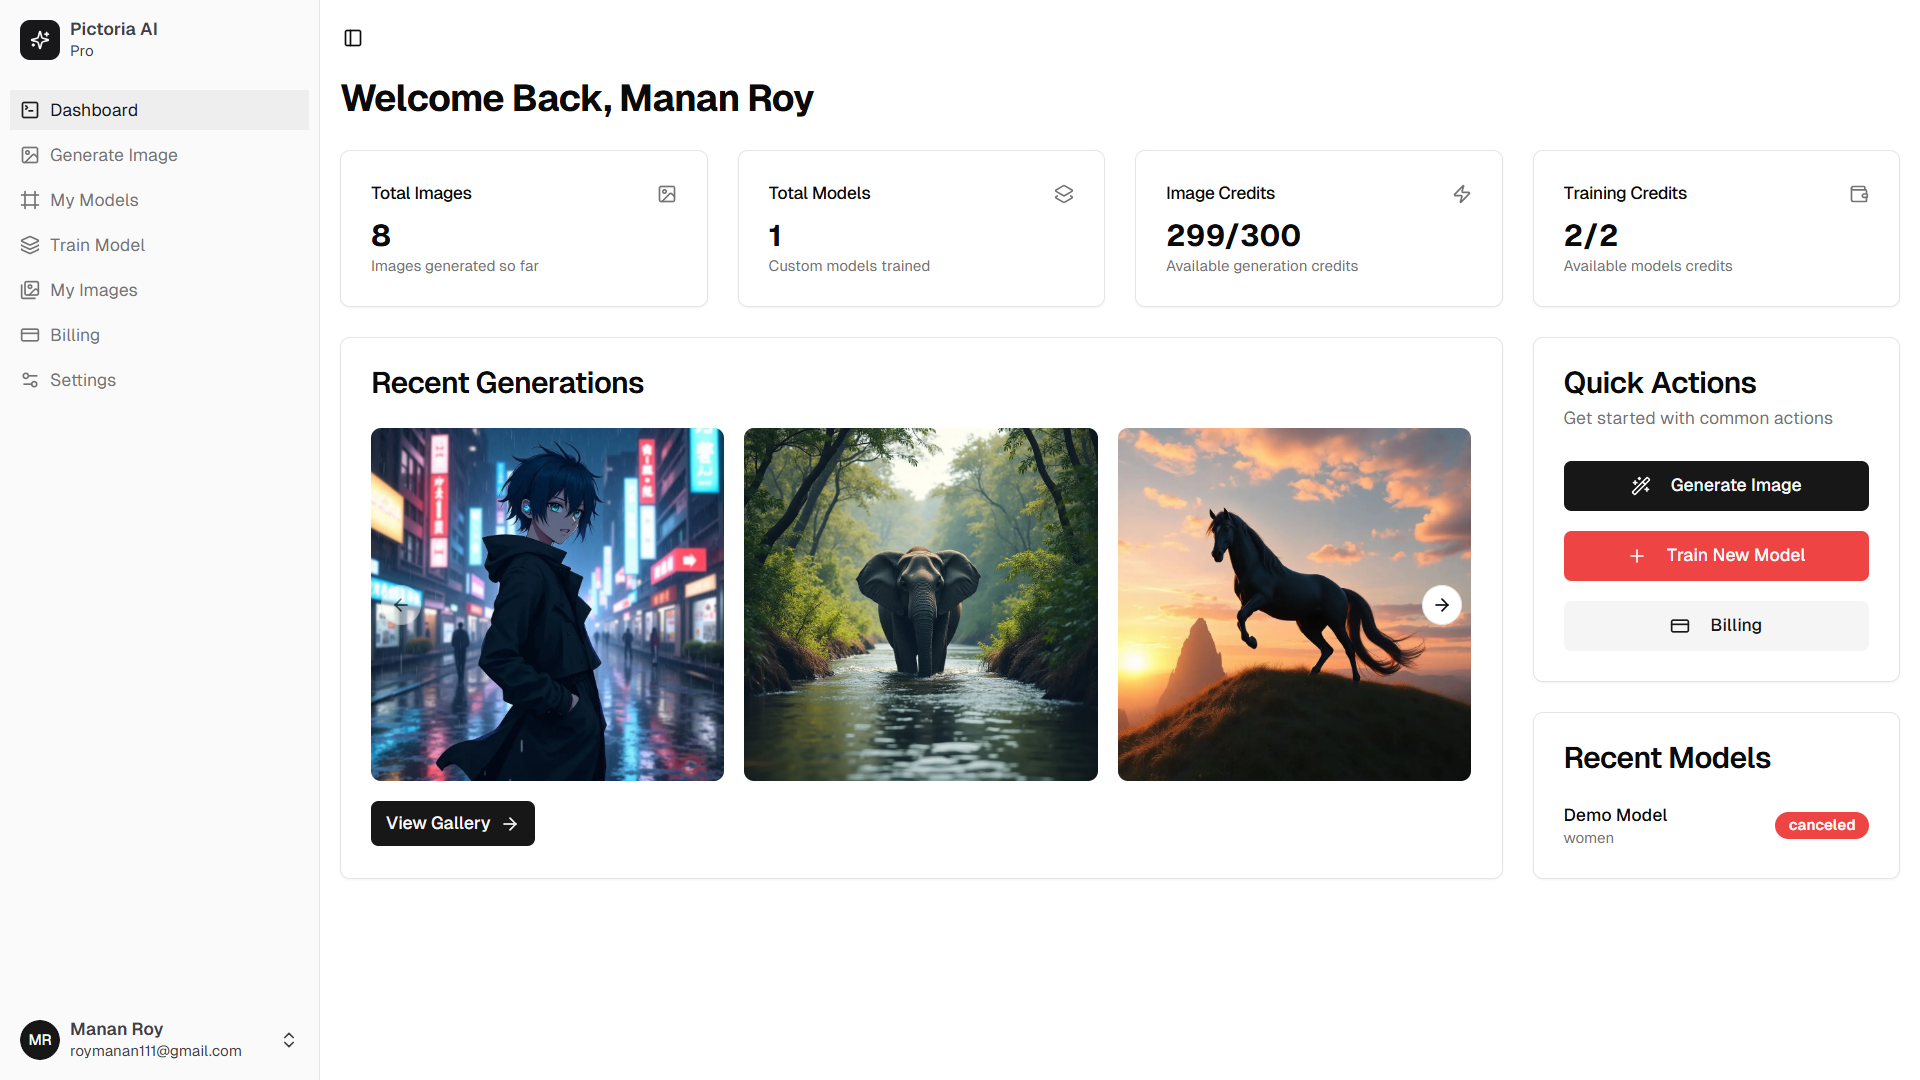 Pictoria AI
Pro
Dashboard
Generate Image
My Models
Train Model
My Images
Billing
Settings
Manan Roy
MR
roymanan111@gmail.com
Welcome Back, Manan Roy
Total Images
8
Images generated so far
Total Models
1
Custom models trained
Image Credits
299/300
Available generation credits
Training Credits
2/2
Available models credits
Recent Generations
View Gallery
Quick Actions
Get started with common actions
Generate Image
Train New Model
Billing
Recent Models
Demo Model
women
canceled